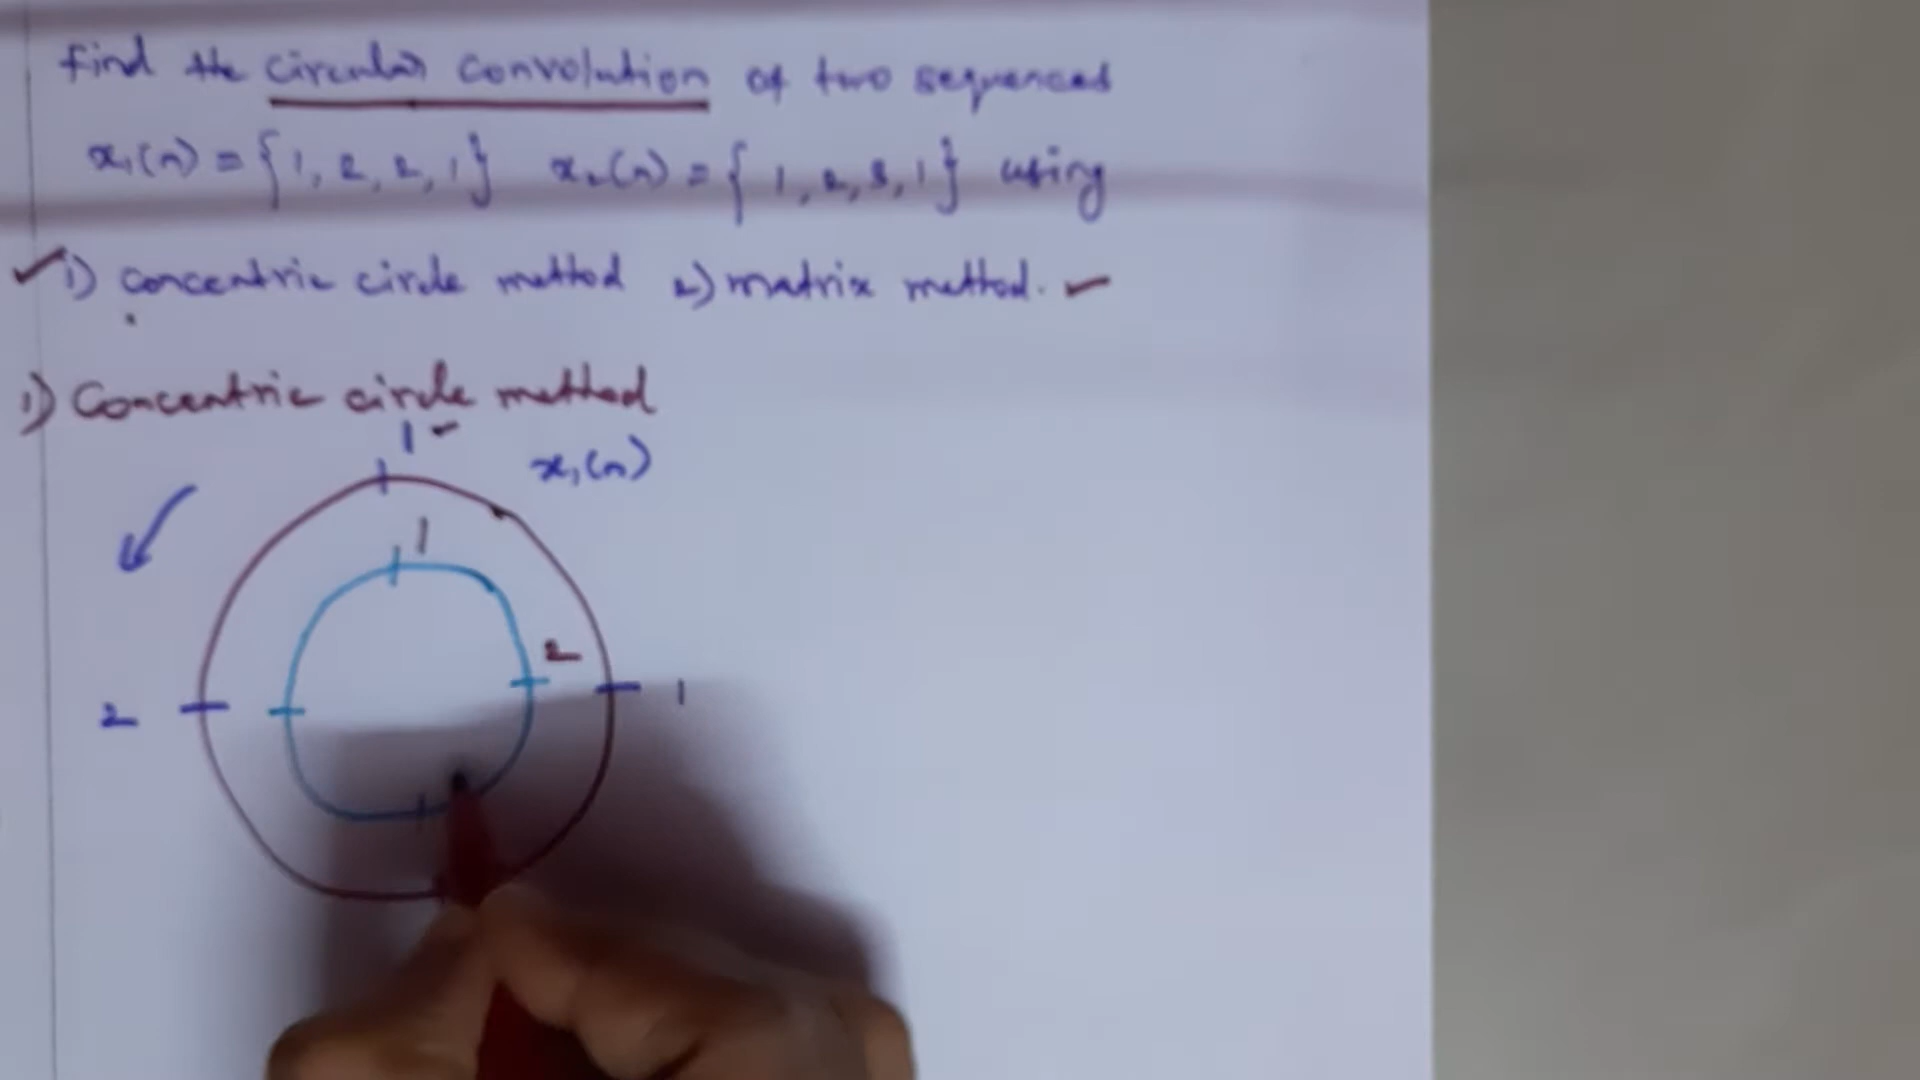 find the circular convolution of two sequences
x₁(n) = {1, 2, 2, 1} x₂(n) = {1, 2, 3, 1} using
1) concentric circle method 2) matrix method.
1) Concentric circle method
1
x₁(n)
1
2
2
1